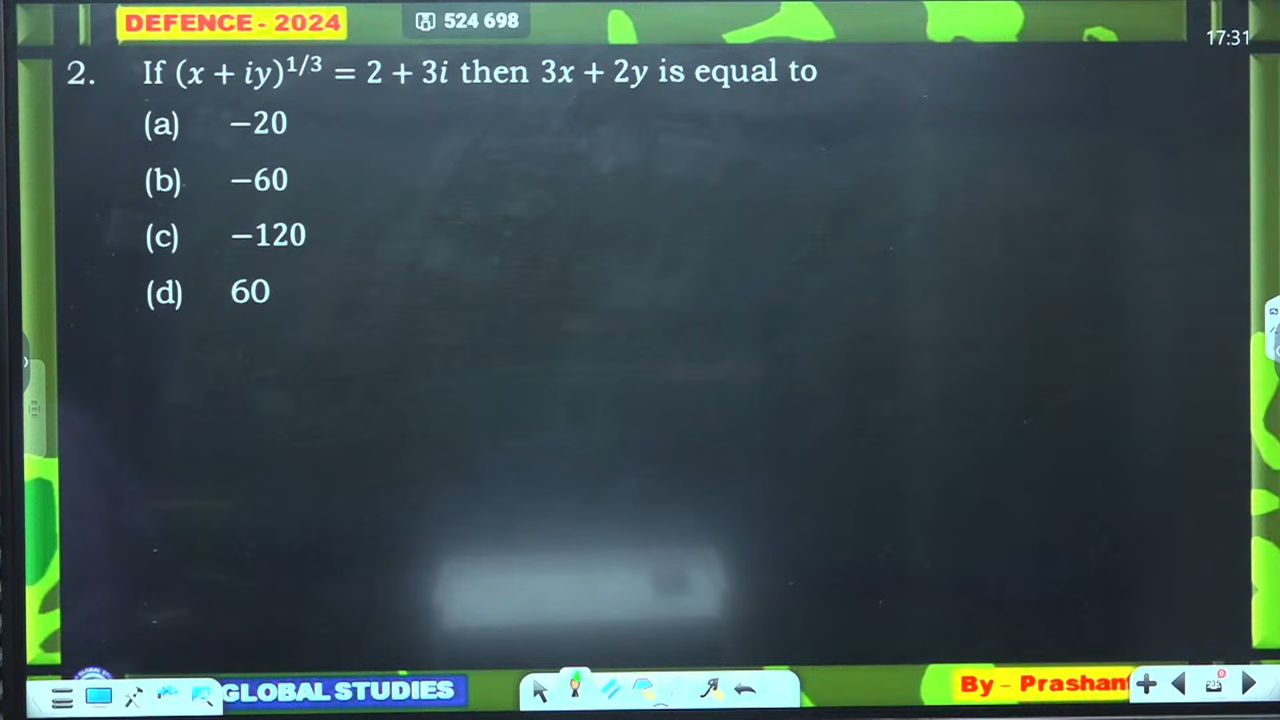 DEFENCE - 2024
524 698
17:31
2. If (x + iy)^{1/3} = 2 + 3i then 3x + 2y is equal to
(a) −20
(b) −60
(c) −120
(d) 60
GLOBAL STUDIES
By – Prashant